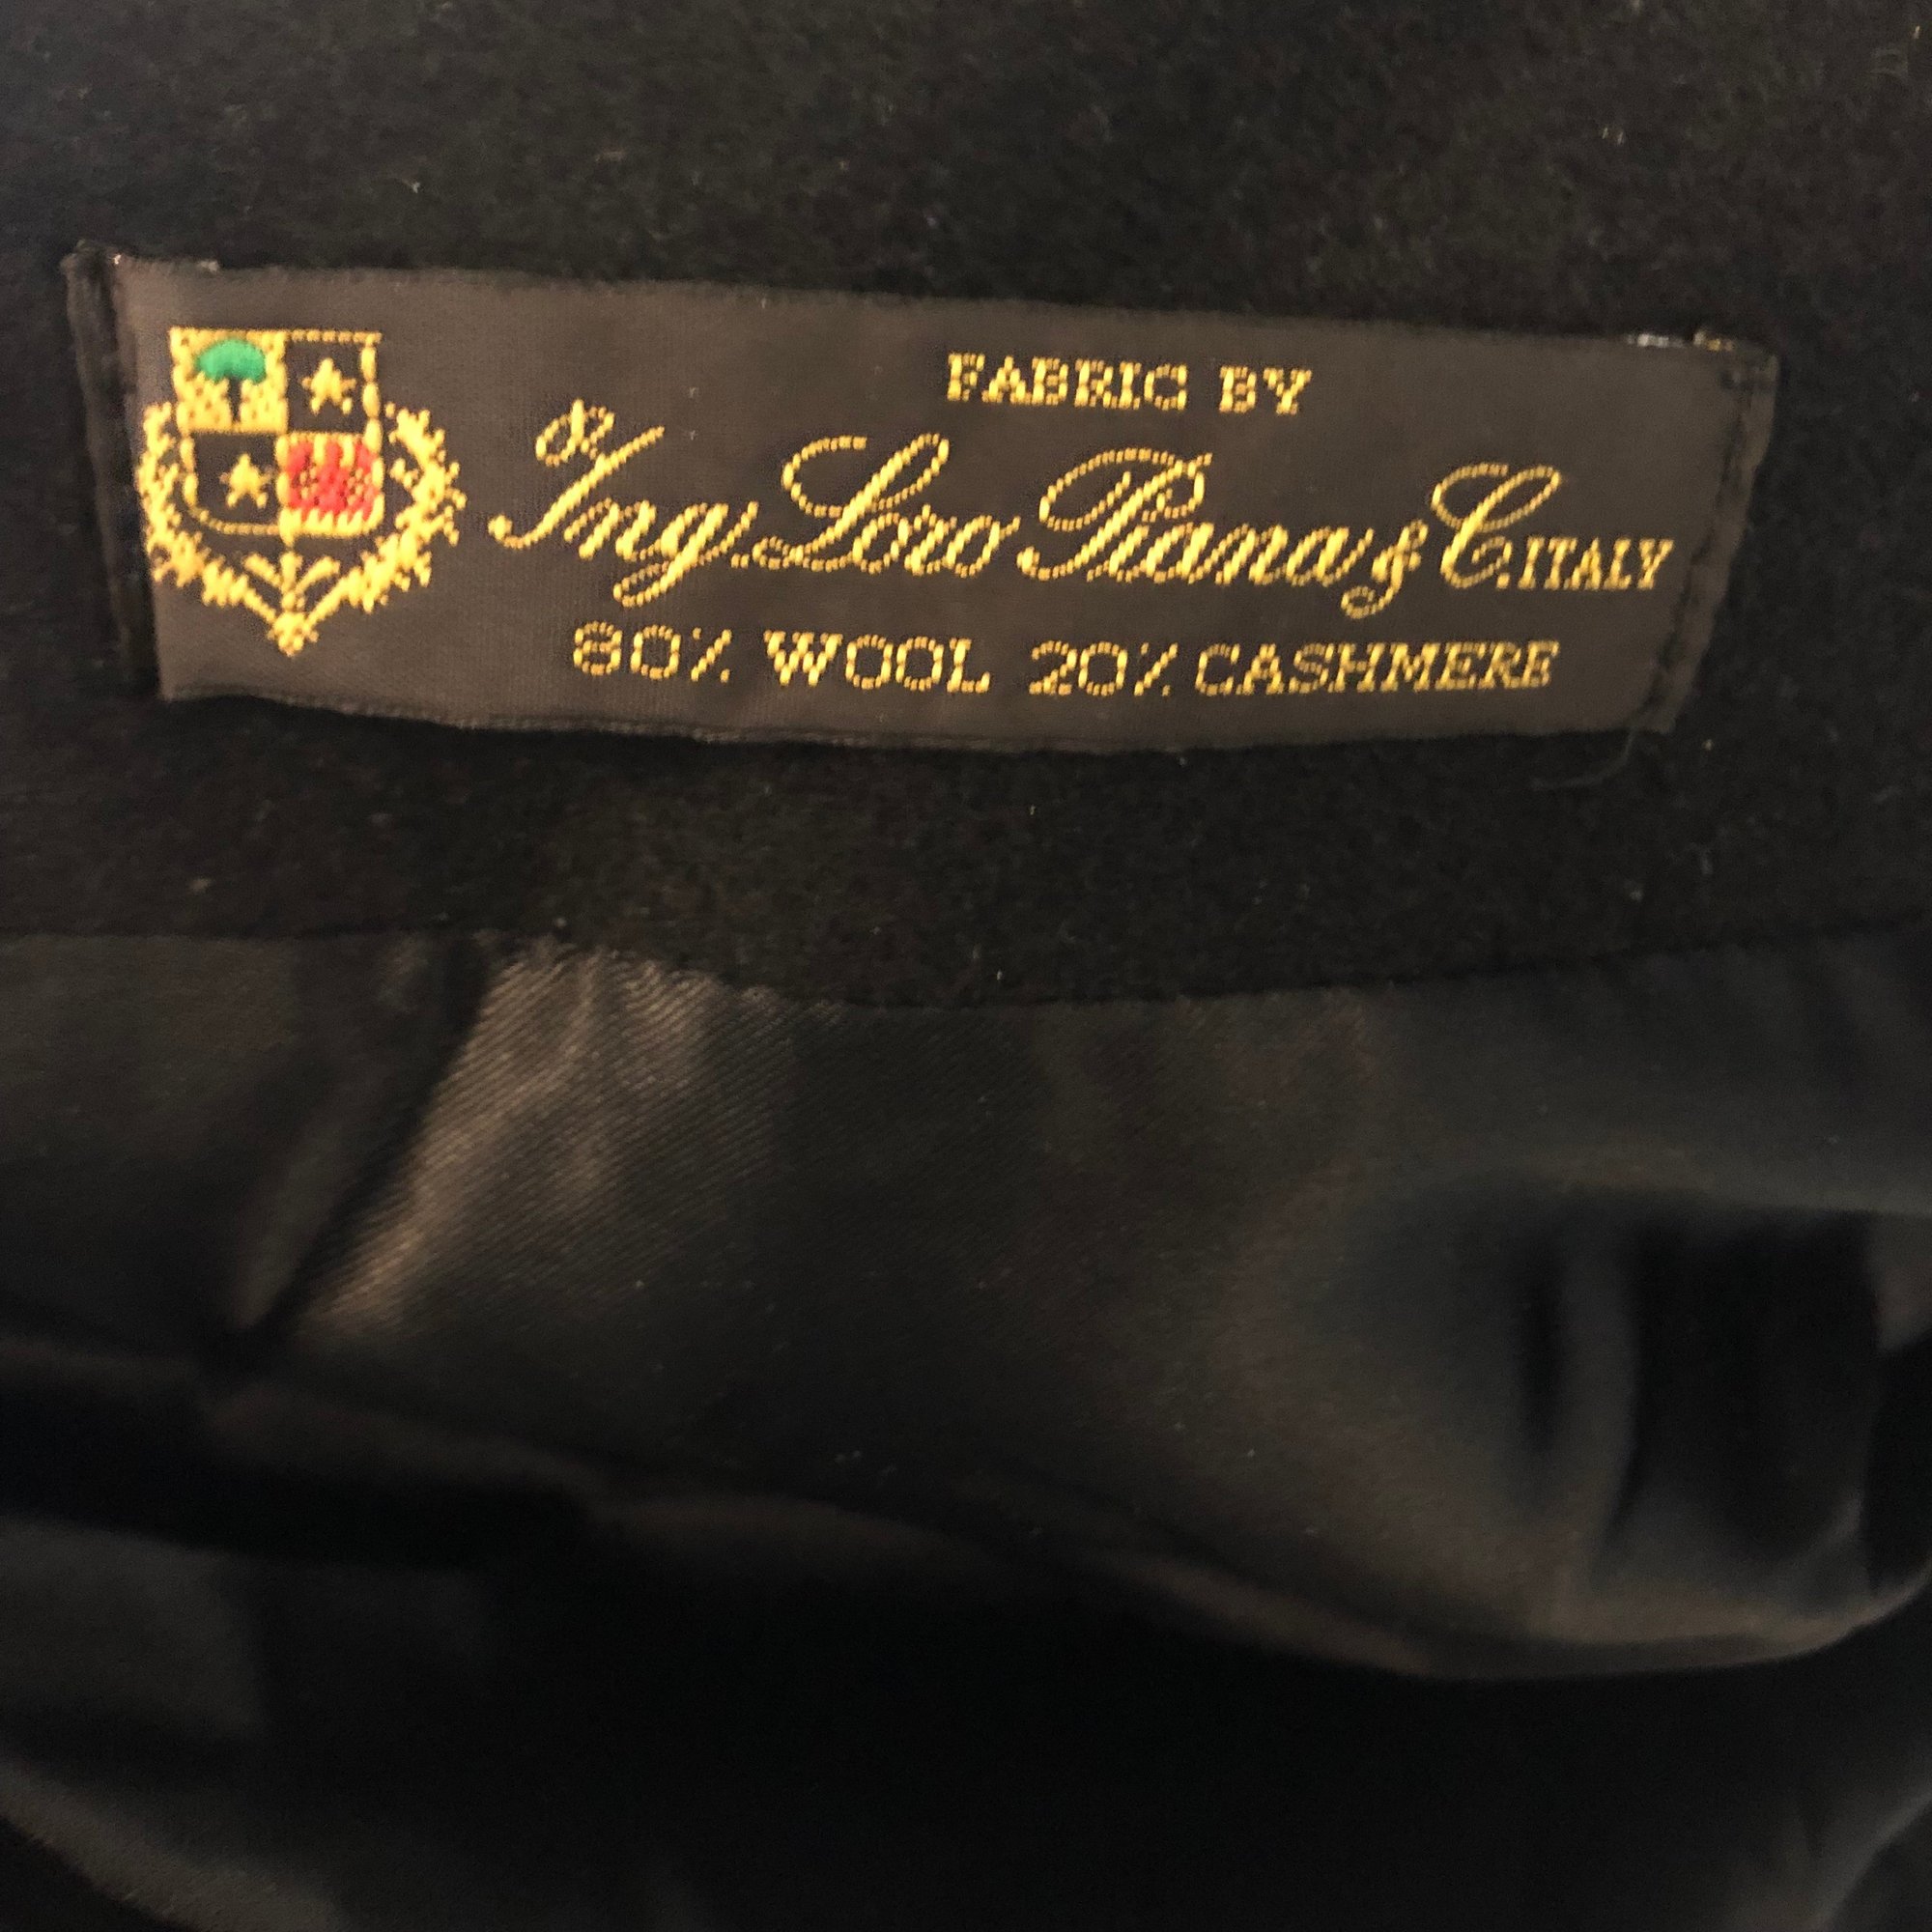 FABRIC BY
Ing. Loro Piana & C. ITALY
80% WOOL 20% CASHMERE